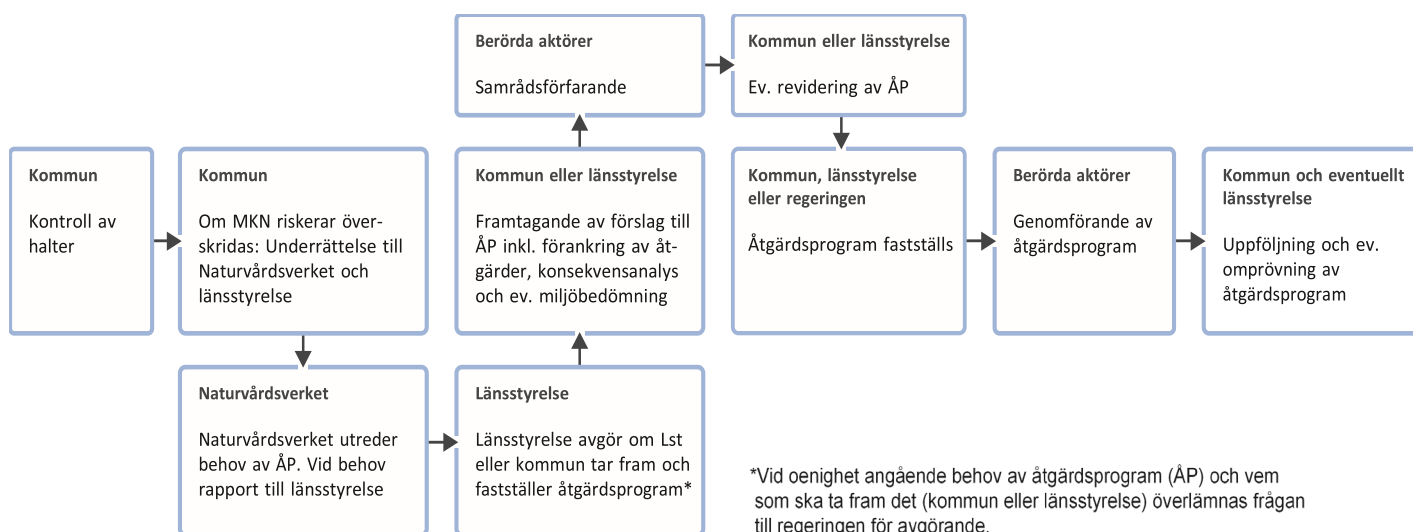 Kommun
Kontroll av
halter
Kommun
Om MKN riskerar över-
skridas: Underrättelse till
Naturvårdsverket och
länsstyrelse
Naturvårdsverket
Naturvårdsverket utreder
behov av ÅP. Vid behov
rapport till länsstyrelse
Länsstyrelse
Länsstyrelse avgör om Lst
eller kommun tar fram och
fastställer åtgärdsprogram*
Kommun eller länsstyrelse
Framtagande av förslag till
ÅP inkl. förankring av åt-
gärder, konsekvensanalys
och ev. miljöbedömning
Berörda aktörer
Samrådsförfarande
Kommun eller länsstyrelse
Ev. revidering av ÅP
Kommun, länsstyrelse
eller regeringen
Åtgärdsprogram fastställs
Berörda aktörer
Genomförande av
åtgärdsprogram
Kommun och eventuellt
länsstyrelse
Uppföljning och ev.
omprövning av
åtgärdsprogram
*Vid oenighet angående behov av åtgärdsprogram (ÅP) och vem
som ska ta fram det (kommun eller länsstyrelse) överlämnas frågan
till regeringen för avgörande.